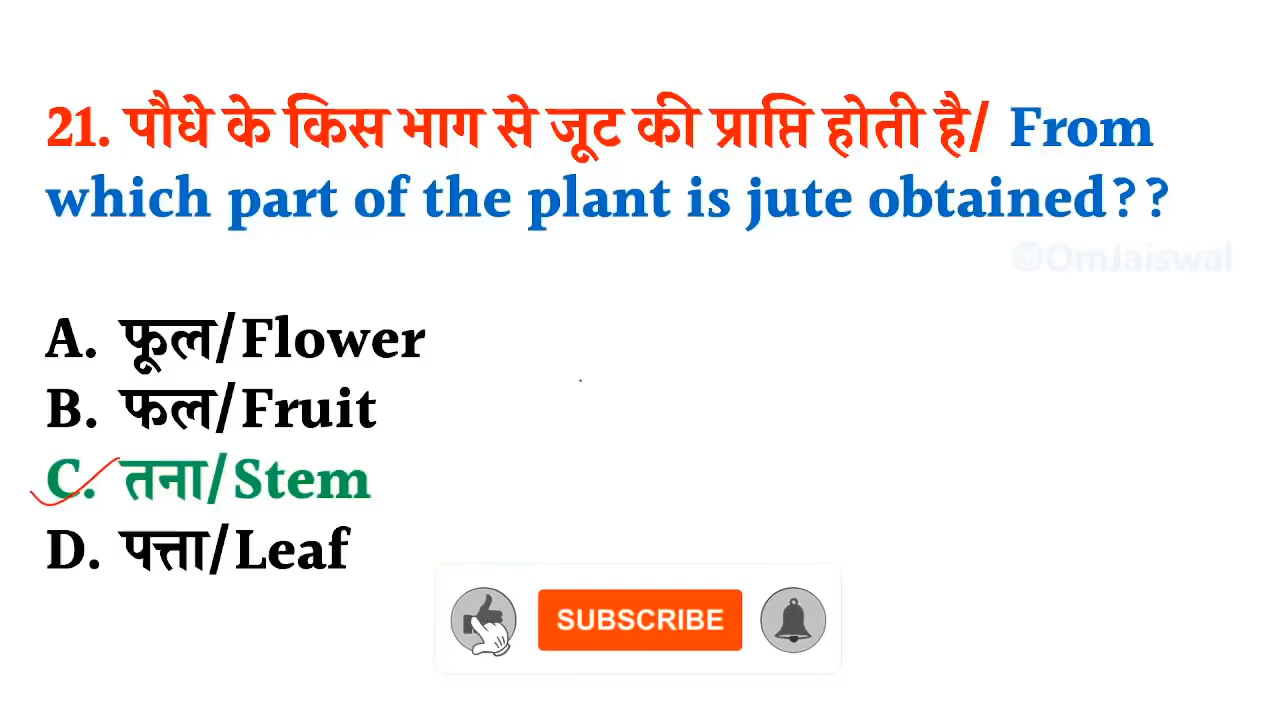 21. पौधे के किस भाग से जूट की प्राप्ति होती है/ From
which part of the plant is jute obtained??
©OmJaiswal
A. फूल/Flower
B. फल/Fruit
C. तना/Stem
D. पत्ता/Leaf
SUBSCRIBE